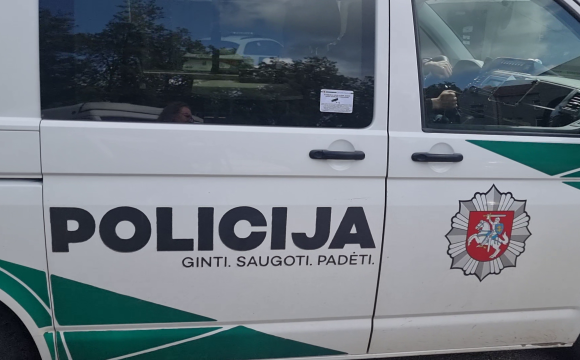 POLICIJA
GINTI. SAUGOTI. PADĖTI.